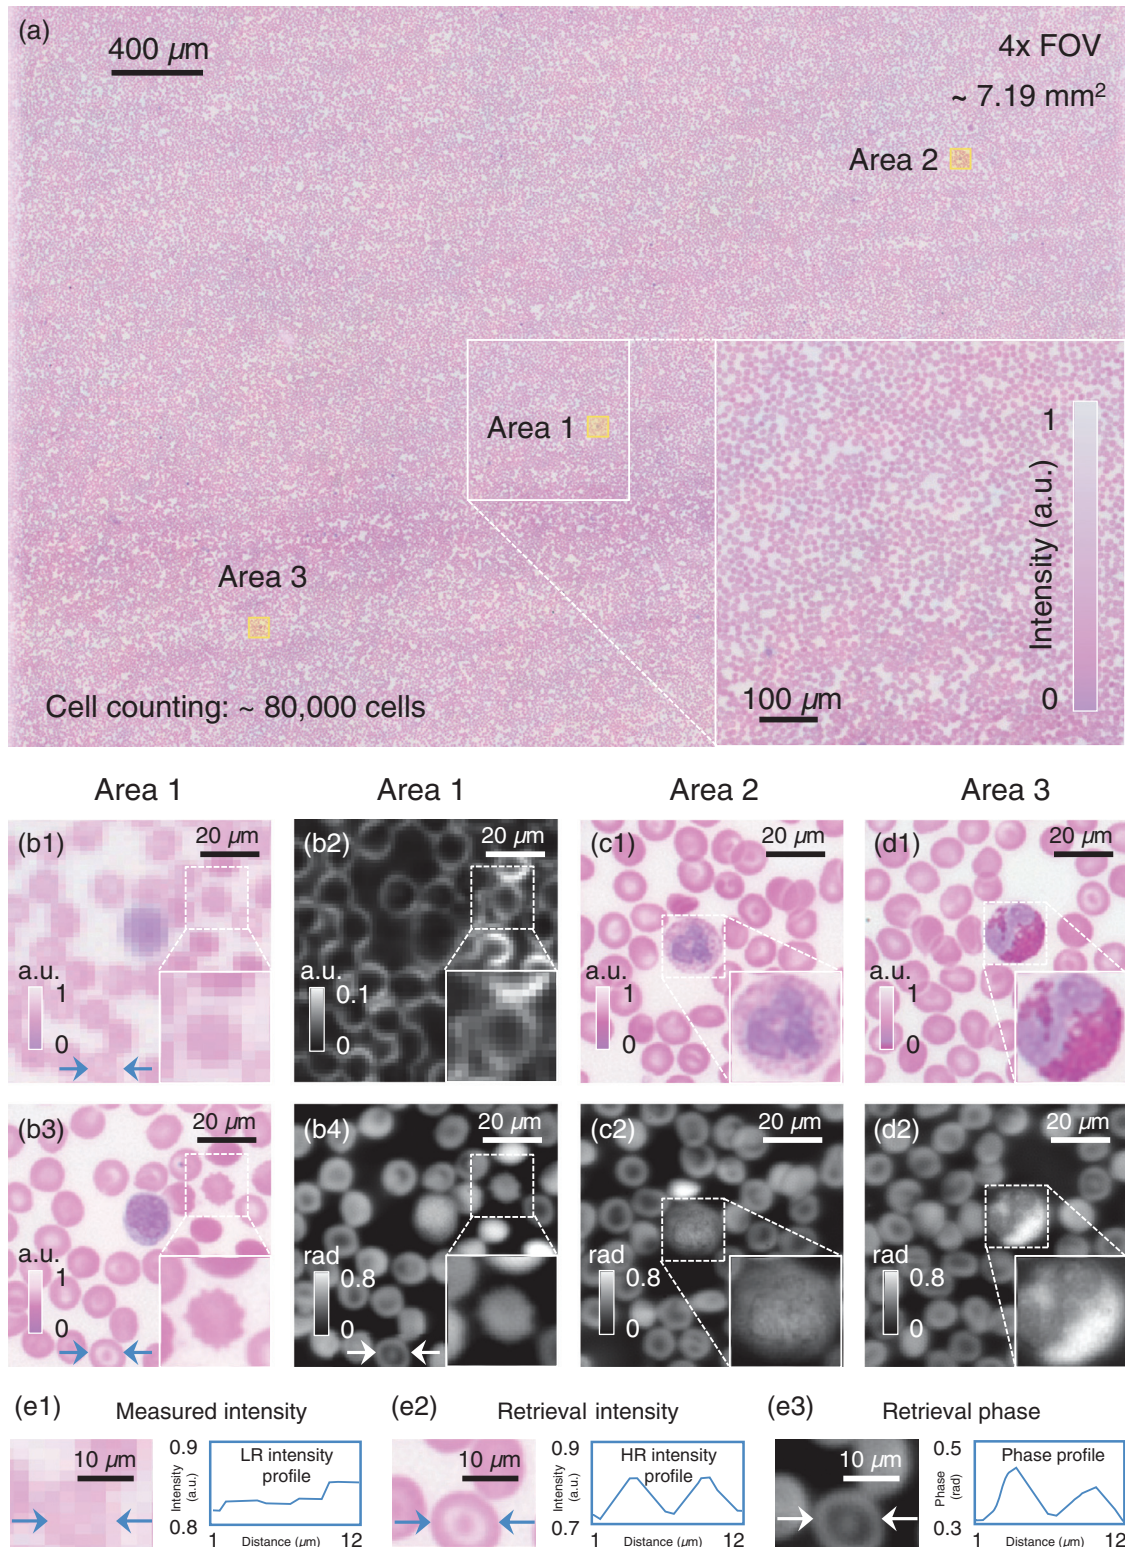 (a)
400 µm
4x FOV
~ 7.19 mm²
Area 2
Area 1
Area 3
Cell counting: ~ 80,000 cells
1
Intensity (a.u.)
0
100 µm
Area 1
Area 1
Area 2
Area 3
(b1)
20 µm
a.u.
1
0
(b2)
20 µm
a.u.
0.1
0
(c1)
20 µm
a.u.
1
0
(d1)
20 µm
a.u.
1
0
(b3)
20 µm
a.u.
1
0
(b4)
20 µm
rad
0.8
0
(c2)
20 µm
rad
0.8
0
(d2)
20 µm
rad
0.8
0
(e1)
Measured intensity
10 µm
0.9
0.8
Intensity
(a.u.)
LR intensity
profile
1
Distance (µm)
12
(e2)
Retrieval intensity
10 µm
0.9
0.7
Intensity
(a.u.)
HR intensity
profile
1
Distance (µm)
12
(e3)
Retrieval phase
10 µm
0.5
0.3
Phase
(rad)
Phase profile
1
Distance (µm)
12